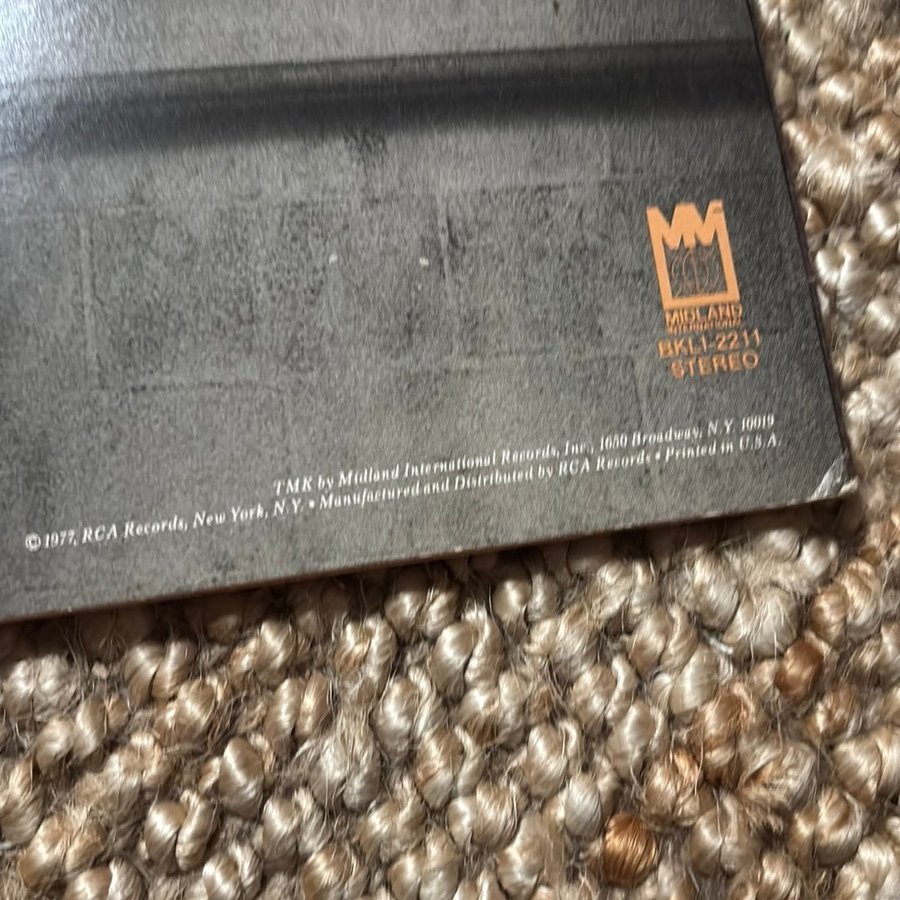 MIDLAND
INTERNATIONAL
BKL1-2211
STEREO
TMK by Midland International Records, Inc., 1650 Broadway, N.Y. 10019
©1977, RCA Records, New York, N.Y. • Manufactured and Distributed by RCA Records • Printed in U.S.A.